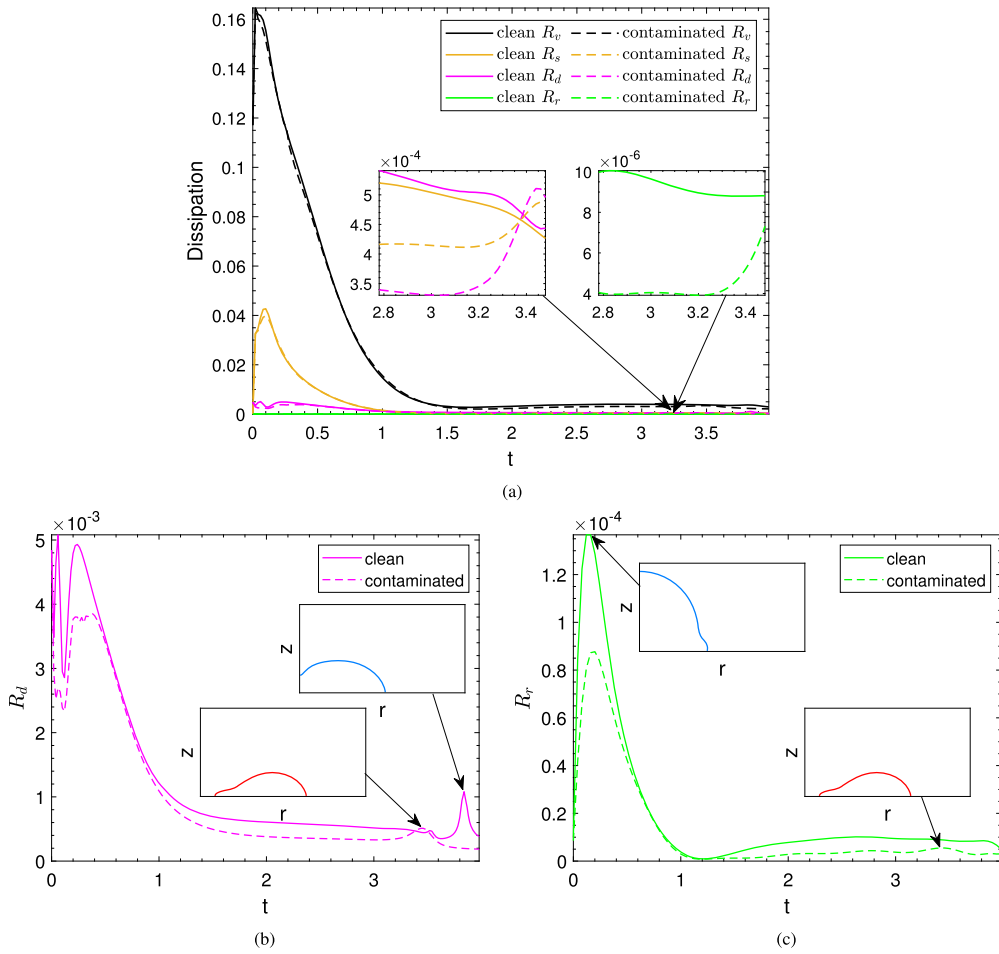 0.16
0.14
0.12
0.1
0.08
0.06
0.04
0.02
0
Dissipation
clean R_v contaminated R_v
clean R_s contaminated R_s
clean R_d contaminated R_d
clean R_r contaminated R_r
×10^-4
5
4.5
4
3.5
2.8 3 3.2 3.4
×10^-6
10
8
6
4
2.8 3 3.2 3.4
0 0.5 1 1.5 2 2.5 3 3.5
t
(a)
×10^-3
5
4
3
2
1
0
R_d
clean
contaminated
z
r
z
r
0 1 2 3
t
(b)
×10^-4
1.2
1
0.8
0.6
0.4
0.2
0
R_r
clean
contaminated
z
r
z
r
0 1 2 3
t
(c)